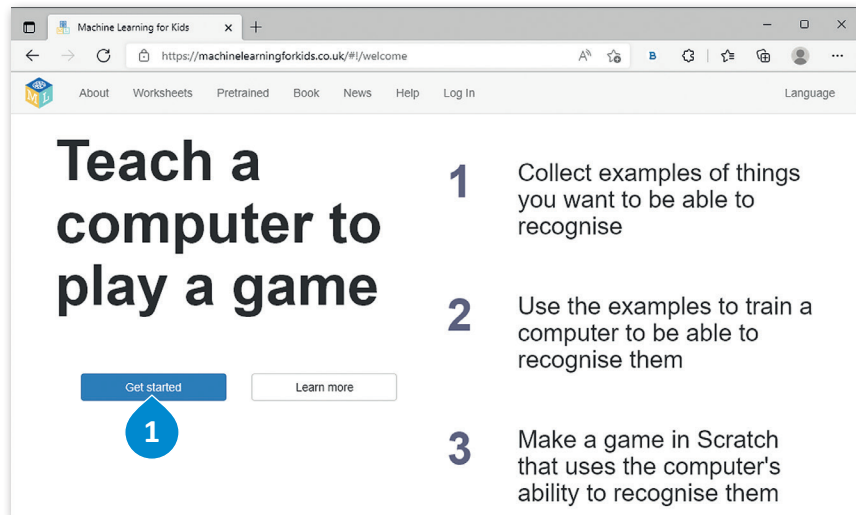 Machine Learning for Kids
https://machinelearningforkids.co.uk/#!/welcome
ML
About Worksheets Pretrained Book News Help Log In Language
Teach a
computer to
play a game
Get started Learn more
1
1 Collect examples of things
you want to be able to
recognise
2 Use the examples to train a
computer to be able to
recognise them
3 Make a game in Scratch
that uses the computer's
ability to recognise them